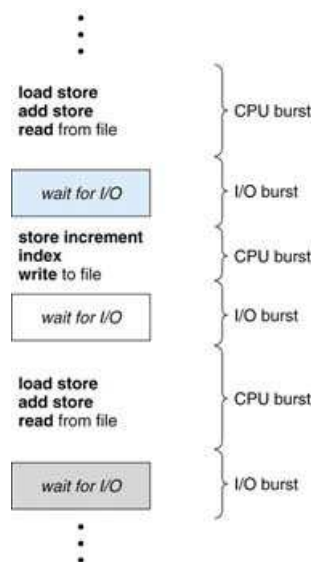 load store
add store
read from file
CPU burst
wait for I/O
I/O burst
store increment
index
write to file
CPU burst
wait for I/O
I/O burst
load store
add store
read from file
CPU burst
wait for I/O
I/O burst